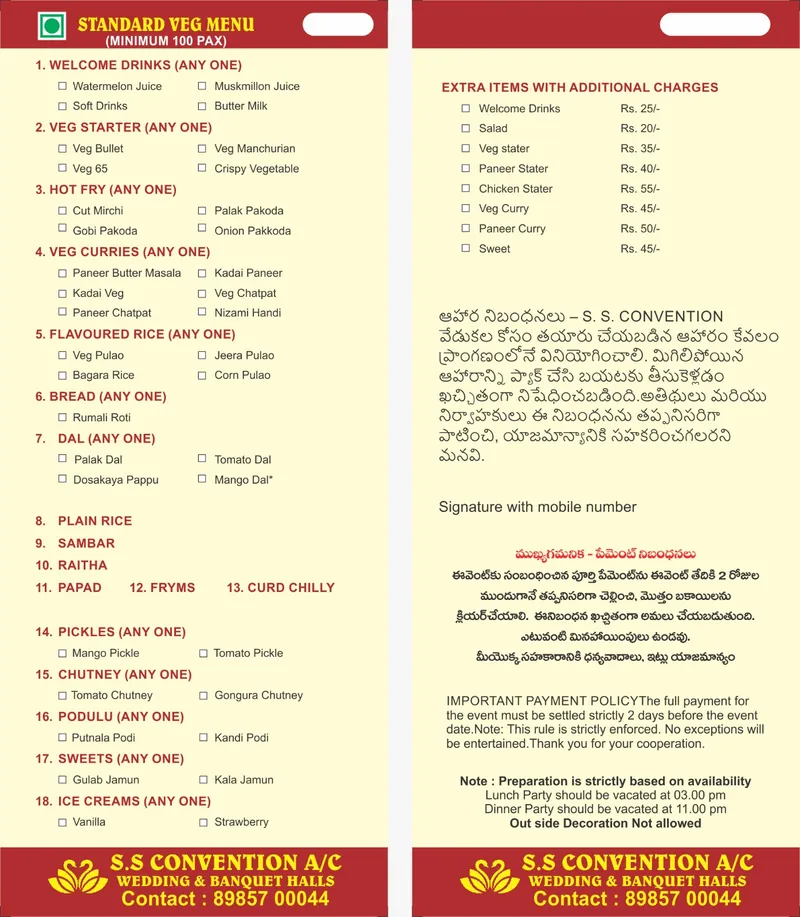 STANDARD VEG MENU
(MINIMUM 100 PAX)
1. WELCOME DRINKS (ANY ONE)
Watermelon Juice Muskmillon Juice
Soft Drinks Butter Milk
2. VEG STARTER (ANY ONE)
Veg Bullet Veg Manchurian
Veg 65 Crispy Vegetable
3. HOT FRY (ANY ONE)
Cut Mirchi Palak Pakoda
Gobi Pakoda Onion Pakkoda
4. VEG CURRIES (ANY ONE)
Paneer Butter Masala Kadai Paneer
Kadai Veg Veg Chatpat
Paneer Chatpat Nizami Handi
5. FLAVOURED RICE (ANY ONE)
Veg Pulao Jeera Pulao
Bagara Rice Corn Pulao
6. BREAD (ANY ONE)
Rumali Roti
7. DAL (ANY ONE)
Palak Dal Tomato Dal
Dosakaya Pappu Mango Dal*
8. PLAIN RICE
9. SAMBAR
10. RAITHA
11. PAPAD 12. FRYMS 13. CURD CHILLY
14. PICKLES (ANY ONE)
Mango Pickle Tomato Pickle
15. CHUTNEY (ANY ONE)
Tomato Chutney Gongura Chutney
16. PODULU (ANY ONE)
Putnala Podi Kandi Podi
17. SWEETS (ANY ONE)
Gulab Jamun Kala Jamun
18. ICE CREAMS (ANY ONE)
Vanilla Strawberry
S.S CONVENTION A/C
WEDDING & BANQUET HALLS
Contact : 89857 00044
EXTRA ITEMS WITH ADDITIONAL CHARGES
Welcome Drinks Rs. 25/-
Salad Rs. 20/-
Veg stater Rs. 35/-
Paneer Stater Rs. 40/-
Chicken Stater Rs. 55/-
Veg Curry Rs. 45/-
Paneer Curry Rs. 50/-
Sweet Rs. 45/-
ఆహార నిబంధనలు – S. S. CONVENTION
వేడుకల కోసం తయారు చేయబడిన ఆహారం కేవలం
ప్రాంగణంలోనే వినియోగించాలి. మిగిలిపోయిన
ఆహారాన్ని ప్యాక్ చేసి బయటకు తీసుకెళ్లడం
ఖచ్చితంగా నిషేధించబడింది.అతిథులు మరియు
నిర్వాహకులు ఈ నిబంధనను తప్పనిసరిగా
పాటించి, యాజమాన్యానికి సహకరించగలరని
మనవి.
Signature with mobile number
ముఖ్యగమనిక - పేమెంట్ నిబంధనలు
ఈవెంట్‌కు సంబంధించిన పూర్తి పేమెంట్‌ను ఈవెంట్ తేదికి 2 రోజుల
ముందుగానే తప్పనిసరిగా చెల్లించి, మొత్తం బకాయిలను
క్లియర్‌చేయాలి. ఈనిబంధన ఖచ్చితంగా అమలు చేయబడుతుంది.
ఎటువంటి మినహాయింపులు ఉండవు.
మీయొక్క సహకారానికి ధన్యవాదాలు, ఇట్లు యాజమాన్యం
IMPORTANT PAYMENT POLICYThe full payment for
the event must be settled strictly 2 days before the event
date.Note: This rule is strictly enforced. No exceptions will
be entertained.Thank you for your cooperation.
Note : Preparation is strictly based on availability
Lunch Party should be vacated at 03.00 pm
Dinner Party should be vacated at 11.00 pm
Out side Decoration Not allowed
S.S CONVENTION A/C
WEDDING & BANQUET HALLS
Contact : 89857 00044